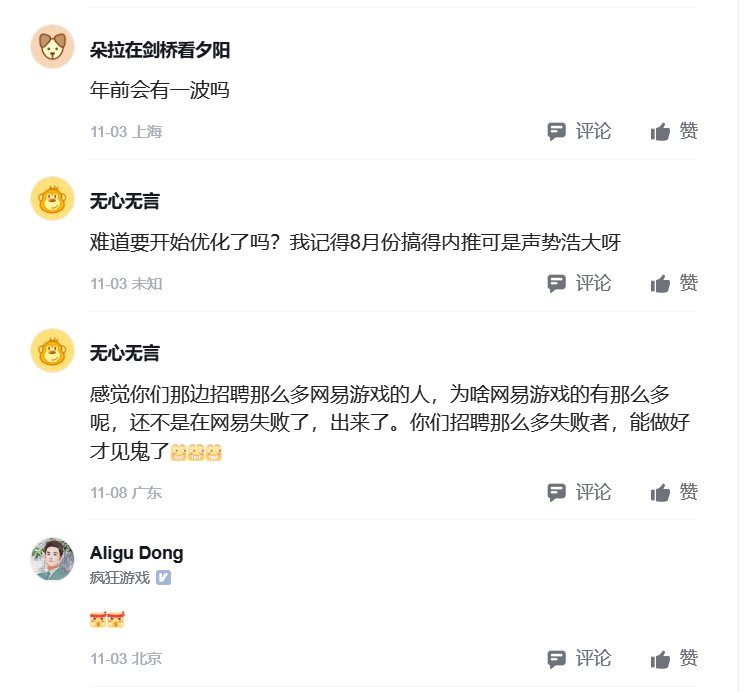 朵拉在剑桥看夕阳
年前会有一波吗
11-03 上海 评论 赞
无心无言
难道要开始优化了吗？我记得8月份搞得内推可是声势浩大呀
11-03 未知 评论 赞
无心无言
感觉你们那边招聘那么多网易游戏的人，为啥网易游戏的有那么多
呢，还不是在网易失败了，出来了。你们招聘那么多失败者，能做好
才见鬼了
11-08 广东 评论 赞
Aligu Dong
疯狂游戏
11-03 北京 评论 赞